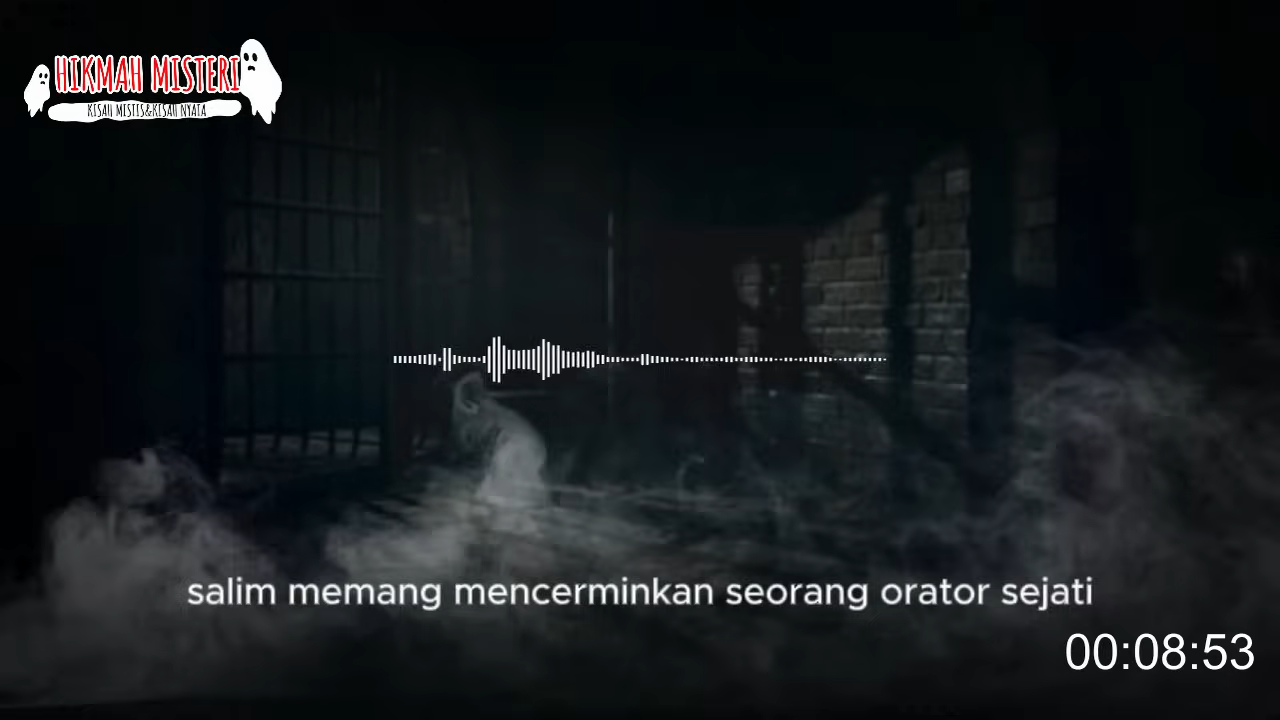 HIKMAH MISTERI
KISAH MISTIS&KISAH NYATA
salim memang mencerminkan seorang orator sejati
00:08:53